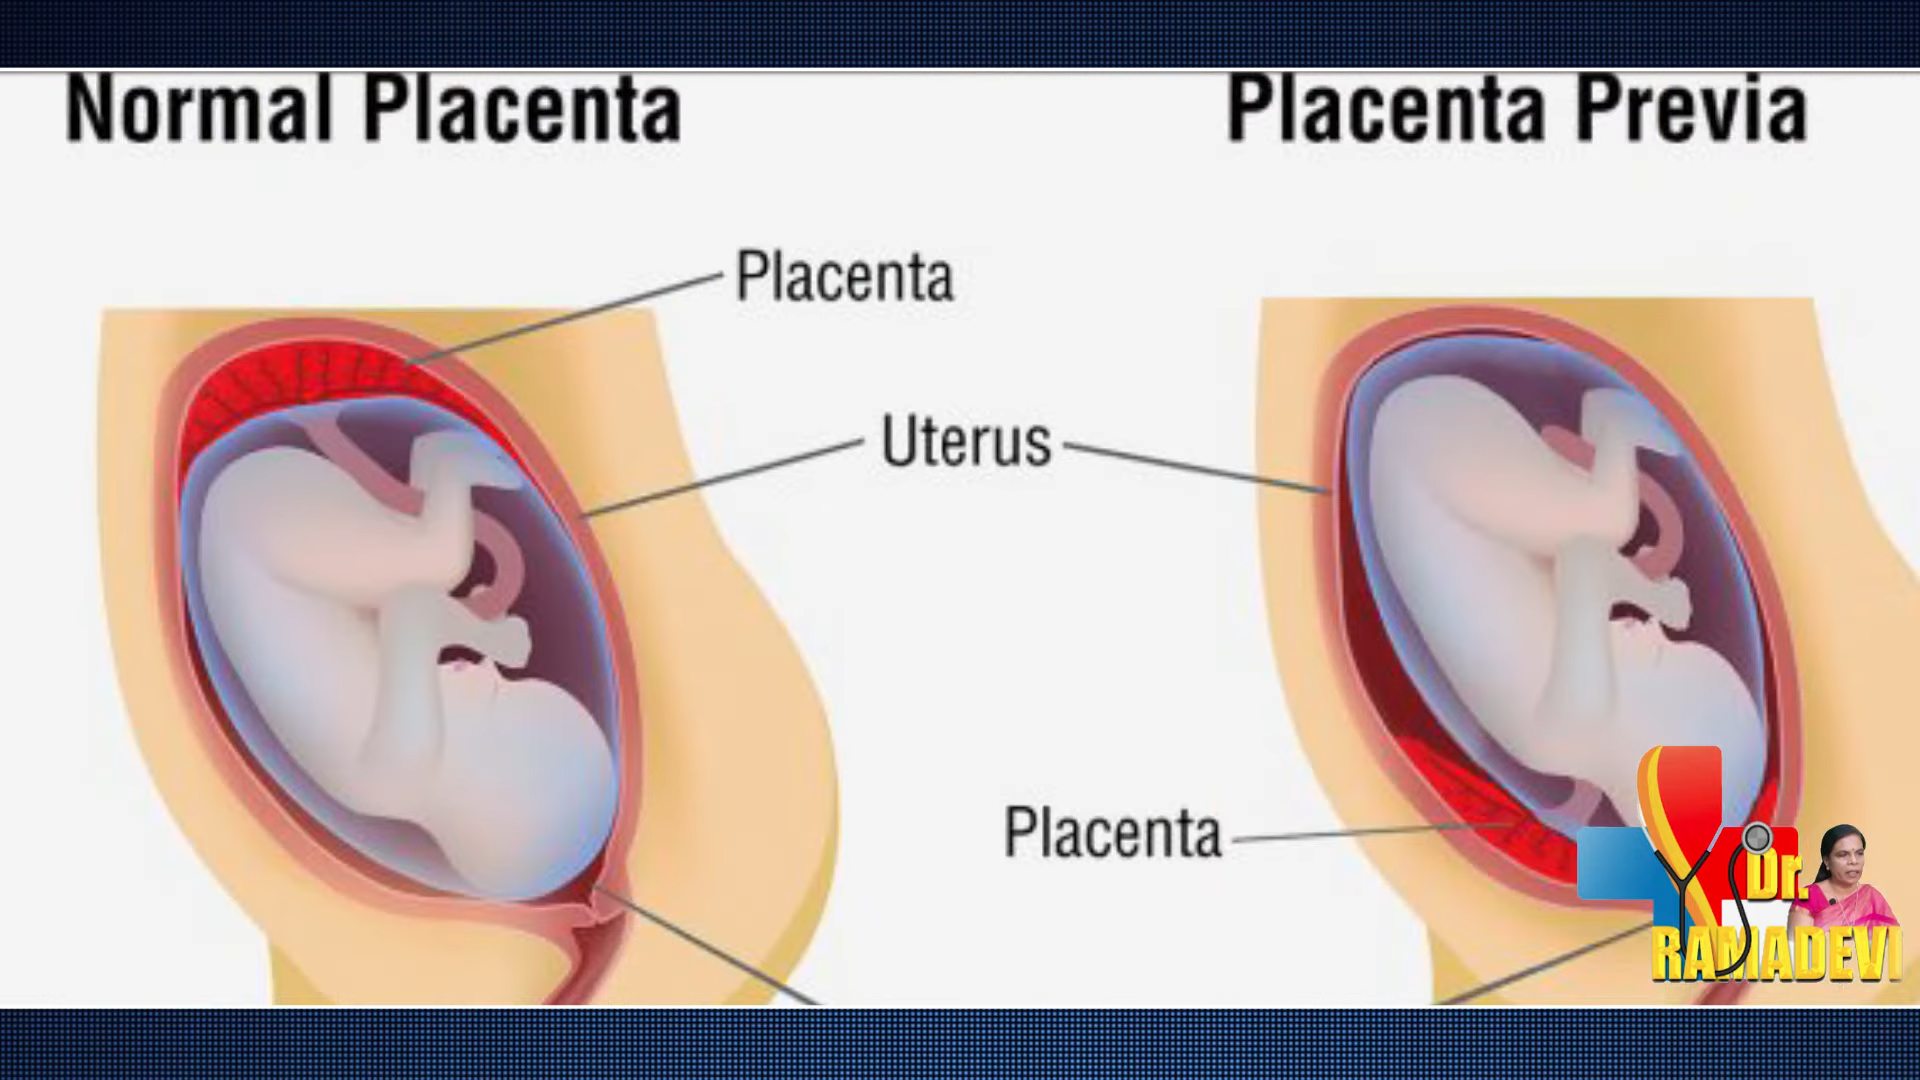 Normal Placenta
Placenta Previa
Placenta
Uterus
Placenta
Dr.
RAMADEVI